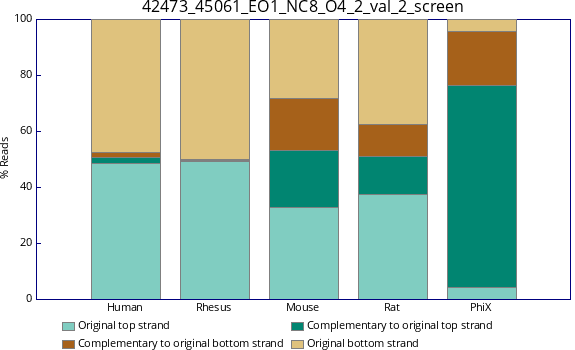 42473_45061_EO1_NC8_O4_2_val_2_screen
100
80
60
40
20
0
% Reads
Human Rhesus Mouse Rat PhiX
Original top strand Complementary to original top strand
Complementary to original bottom strand Original bottom strand